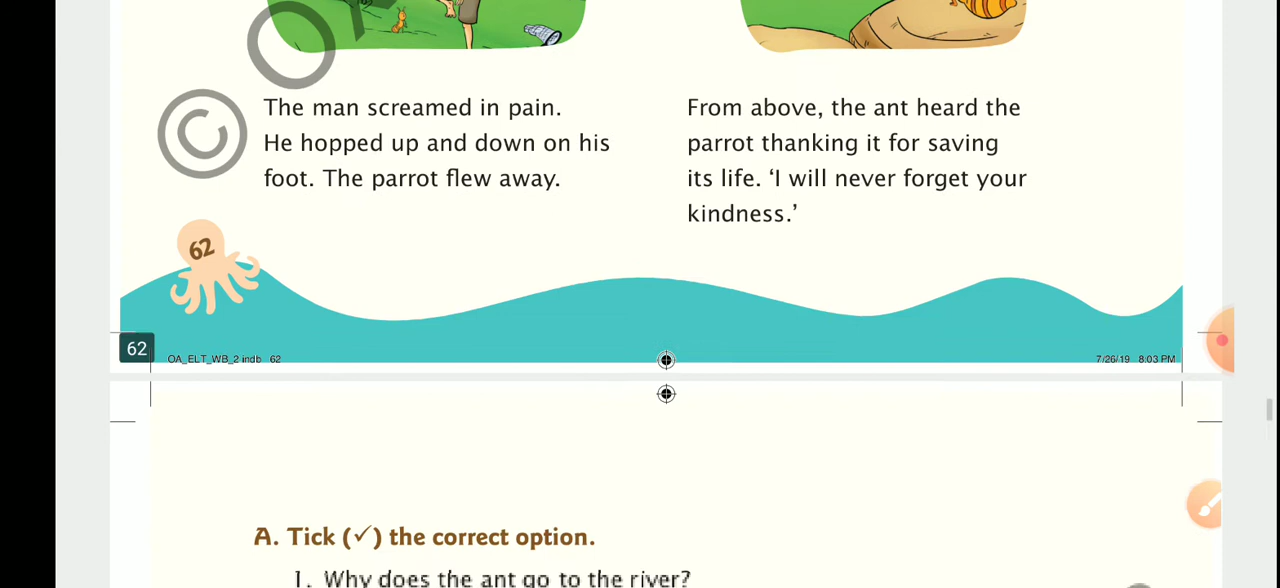 The man screamed in pain.
He hopped up and down on his
foot. The parrot flew away.
From above, the ant heard the
parrot thanking it for saving
its life. ‘I will never forget your
kindness.’
62
62
OA_ELT_WB_2.indb 62
7/26/19 8:03 PM
A. Tick (✓) the correct option.
1. Why does the ant go to the river?